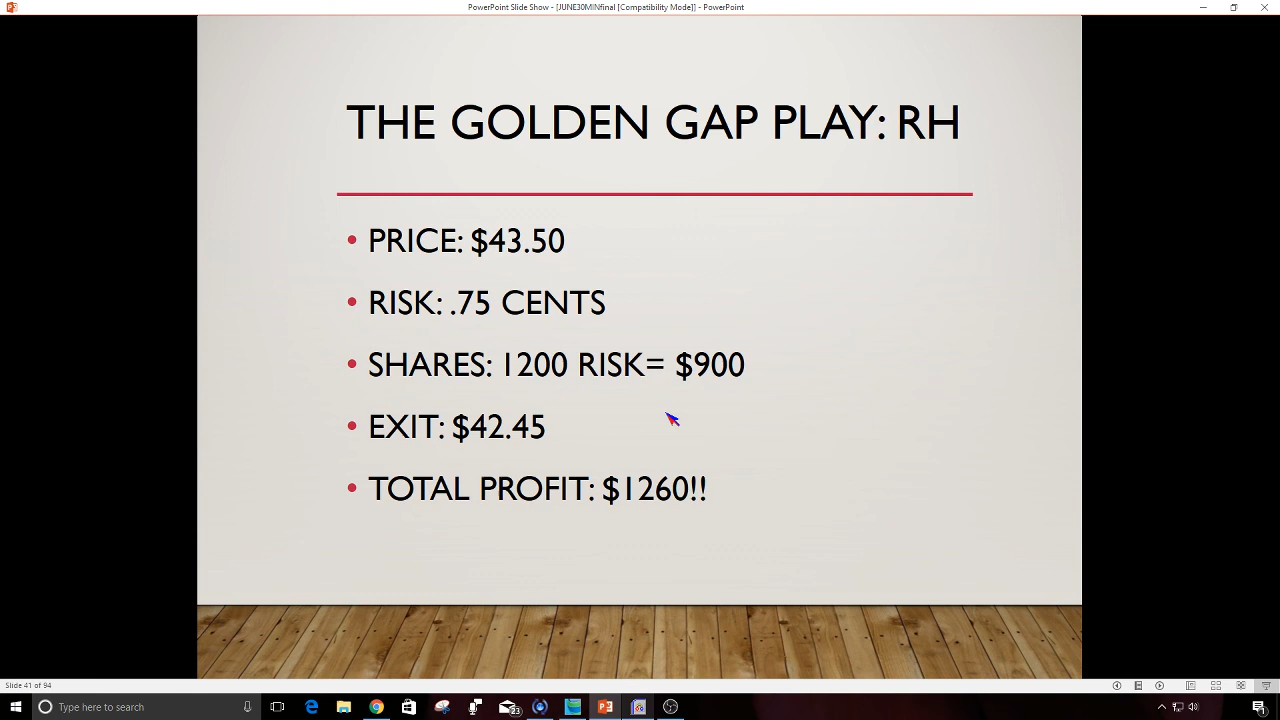 PowerPoint Slide Show - [JUNE30MINfinal [Compatibility Mode]] - PowerPoint
THE GOLDEN GAP PLAY: RH
• PRICE: $43.50
• RISK: .75 CENTS
• SHARES: 1200 RISK= $900
• EXIT: $42.45
• TOTAL PROFIT: $1260!!
Slide 41 of 94
Type here to search
23